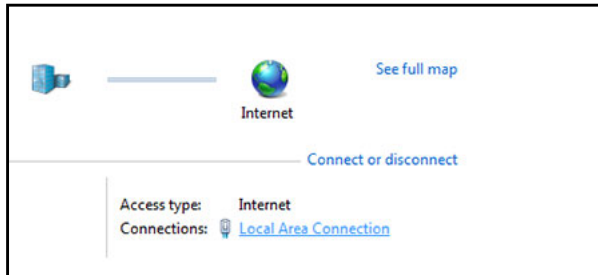 See full map
Internet
Connect or disconnect
Access type: Internet
Connections: Local Area Connection